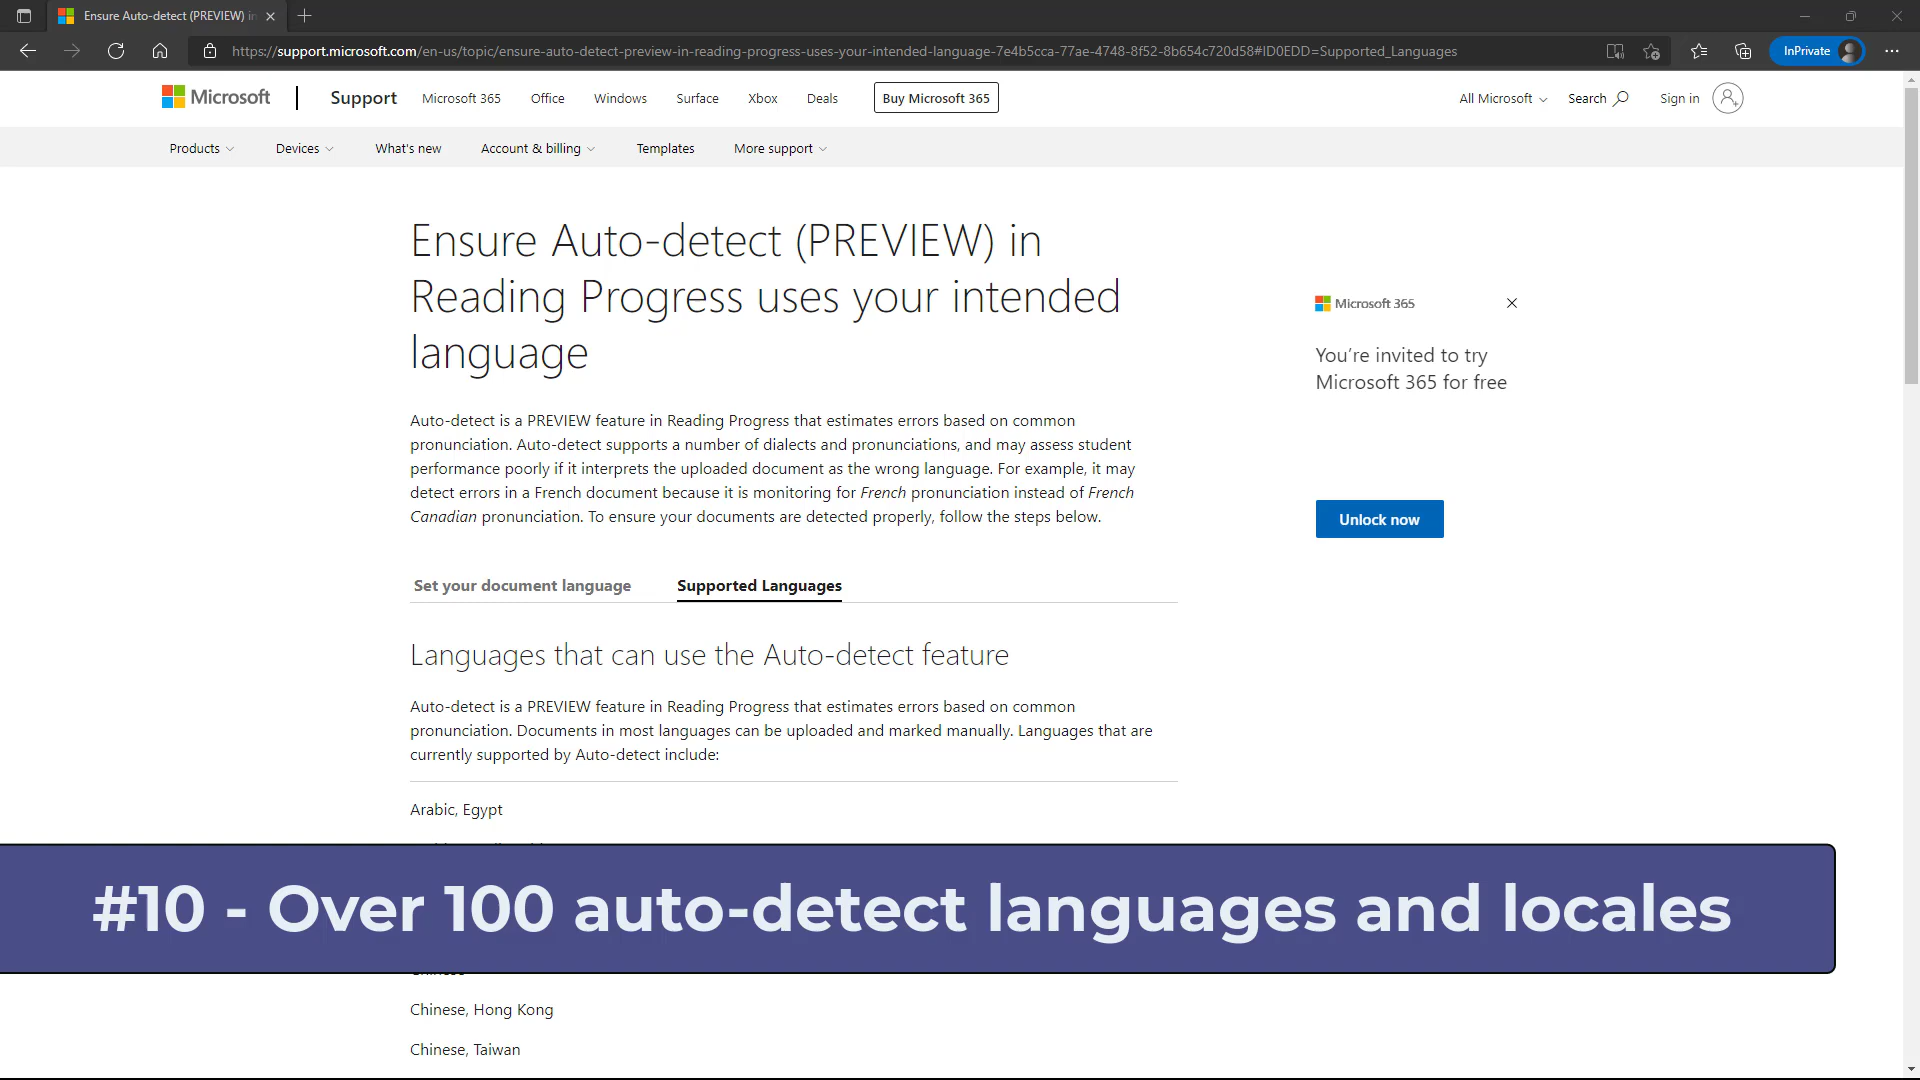 Ensure Auto-detect (PREVIEW) in
https://support.microsoft.com/en-us/topic/ensure-auto-detect-preview-in-reading-progress-uses-your-intended-language-7e4b5cca-77ae-4748-8f52-8b654c720d58#ID0EDD=Supported_Languages
InPrivate
Microsoft | Support Microsoft 365 Office Windows Surface Xbox Deals Buy Microsoft 365 All Microsoft Search Sign in
Products Devices What's new Account & billing Templates More support
Ensure Auto-detect (PREVIEW) in
Reading Progress uses your intended
language
Microsoft 365
You're invited to try
Microsoft 365 for free
Unlock now
Auto-detect is a PREVIEW feature in Reading Progress that estimates errors based on common
pronunciation. Auto-detect supports a number of dialects and pronunciations, and may assess student
performance poorly if it interprets the uploaded document as the wrong language. For example, it may
detect errors in a French document because it is monitoring for French pronunciation instead of French
Canadian pronunciation. To ensure your documents are detected properly, follow the steps below.
Set your document language Supported Languages
Languages that can use the Auto-detect feature
Auto-detect is a PREVIEW feature in Reading Progress that estimates errors based on common
pronunciation. Documents in most languages can be uploaded and marked manually. Languages that are
currently supported by Auto-detect include:
Arabic, Egypt
#10 - Over 100 auto-detect languages and locales
Chinese, Hong Kong
Chinese, Taiwan